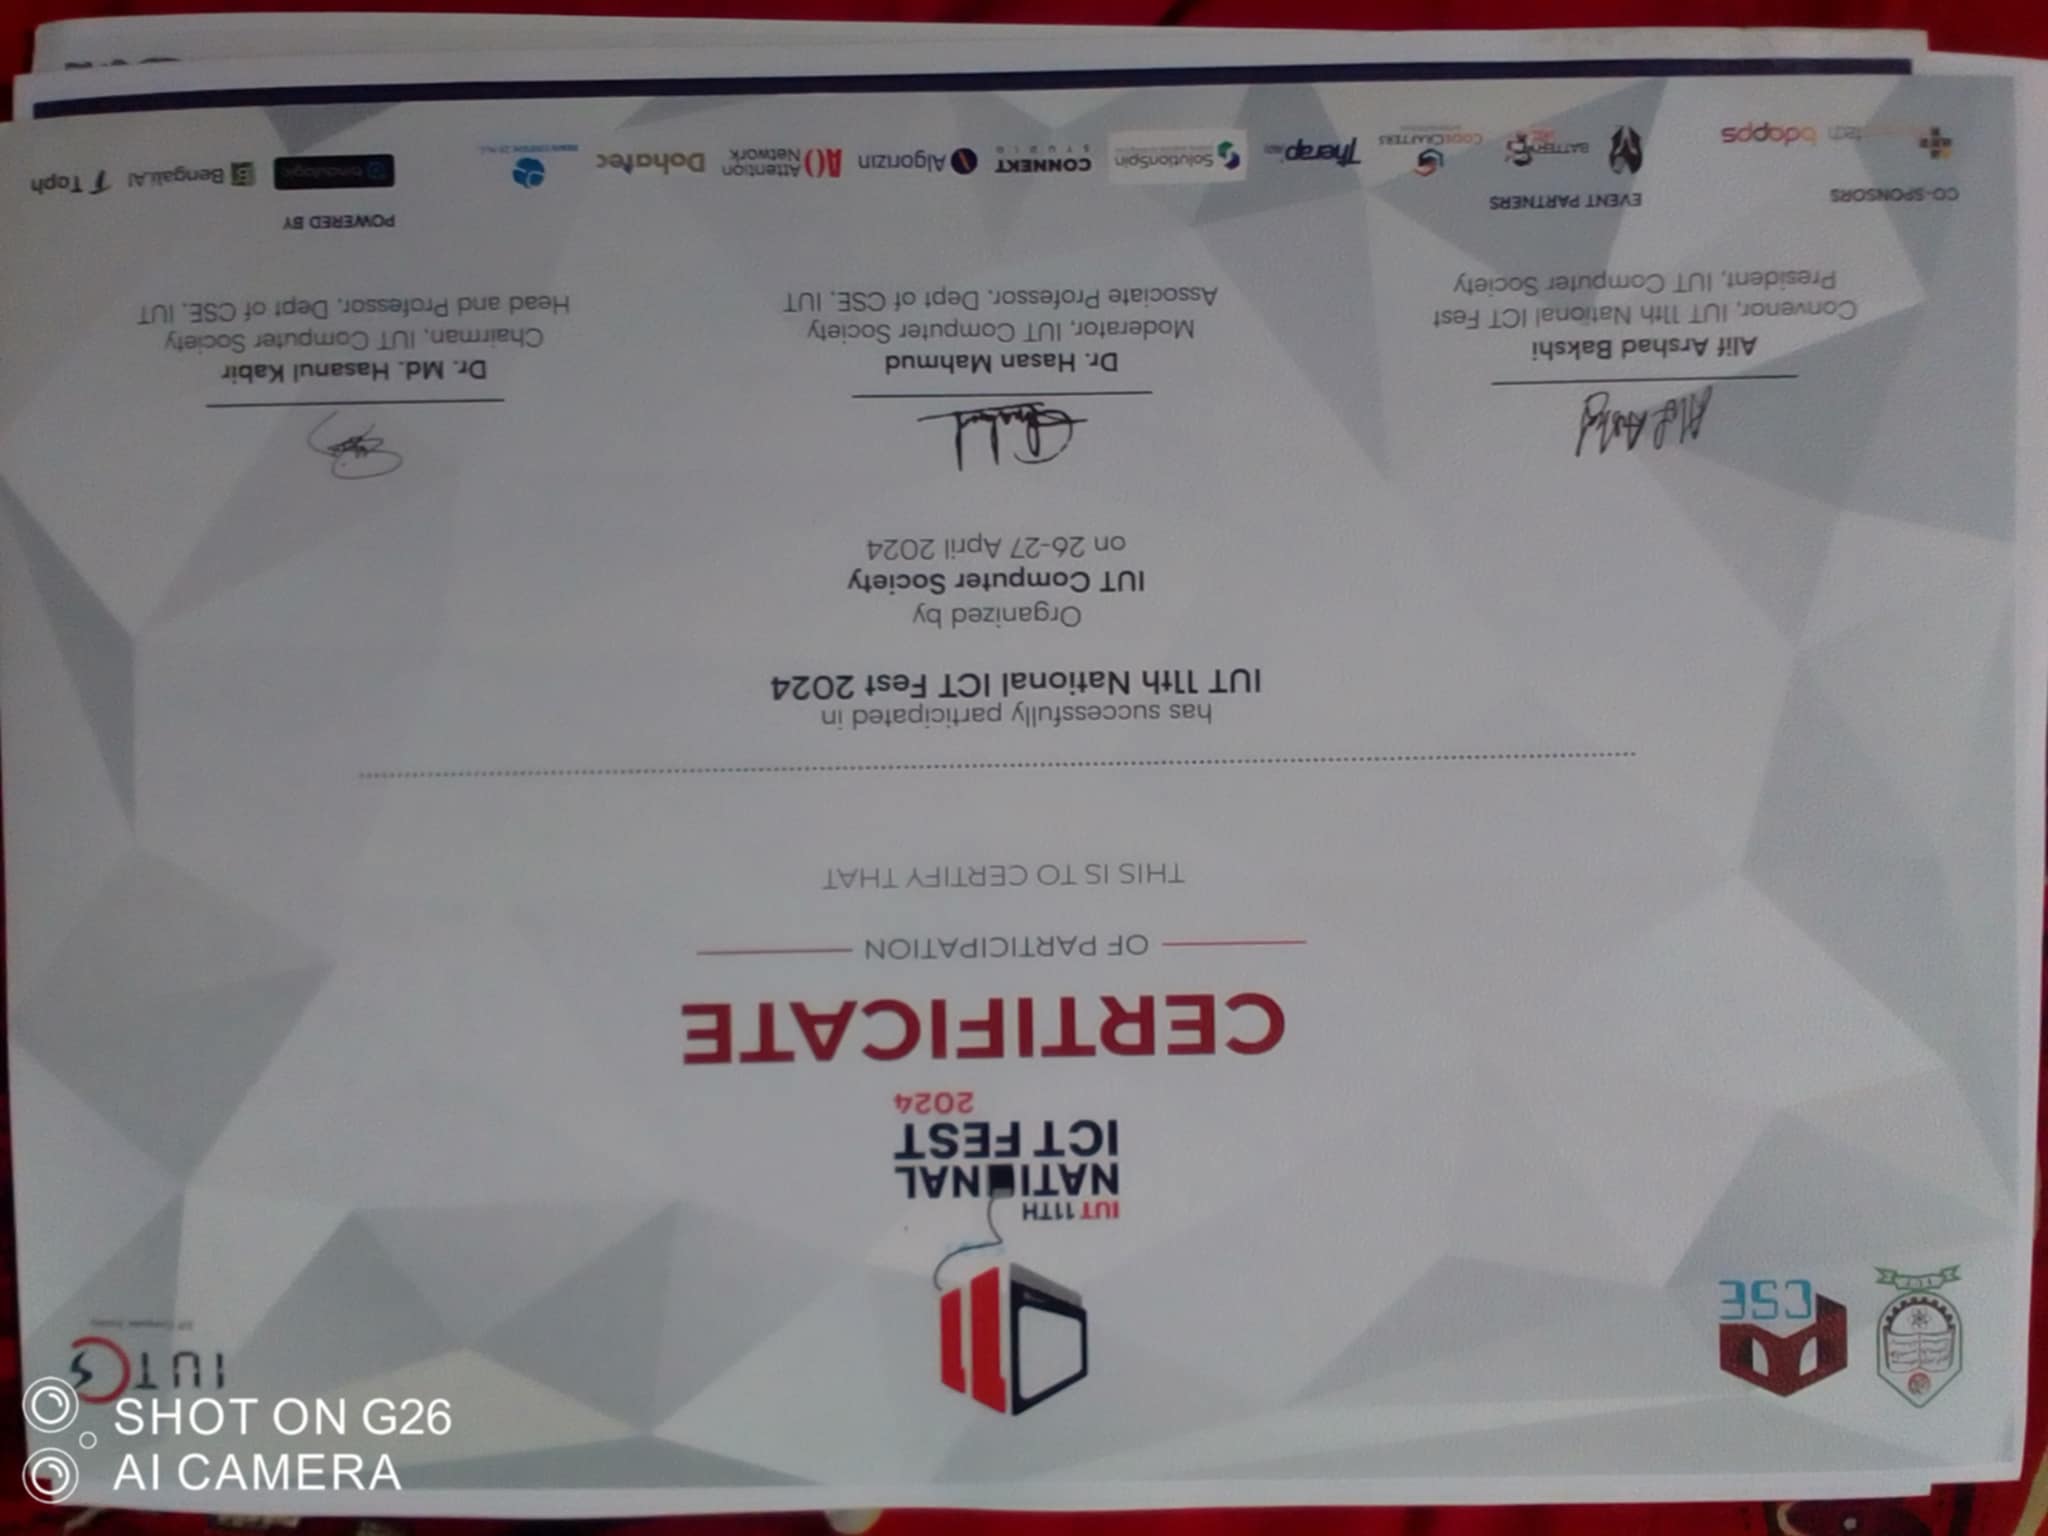 IUTCS
CSE
IUT 11TH
NATIONAL
ICT FEST
2024
CERTIFICATE
OF PARTICIPATION
THIS IS TO CERTIFY THAT
has successfully participated in
IUT 11th National ICT Fest 2024
Organized by
IUT Computer Society
on 26-27 April 2024
Alif Arshad Bakshi
Convenor, IUT 11th National ICT Fest
President, IUT Computer Society
Dr. Hasan Mahmud
Moderator, IUT Computer Society
Associate Professor, Dept of CSE, IUT
Dr. Md. Hasanul Kabir
Chairman, IUT Computer Society
Head and Professor, Dept of CSE, IUT
CO-SPONSORS
bdapps
EVENT PARTNERS
CODECRAFTERS
Therap
SolutionSpin
CONNEKT
STUDIO
Algorizin
Attention
Network
Dohatec
POWERED BY
Bengali.AI
Toph
SHOT ON G26
AI CAMERA